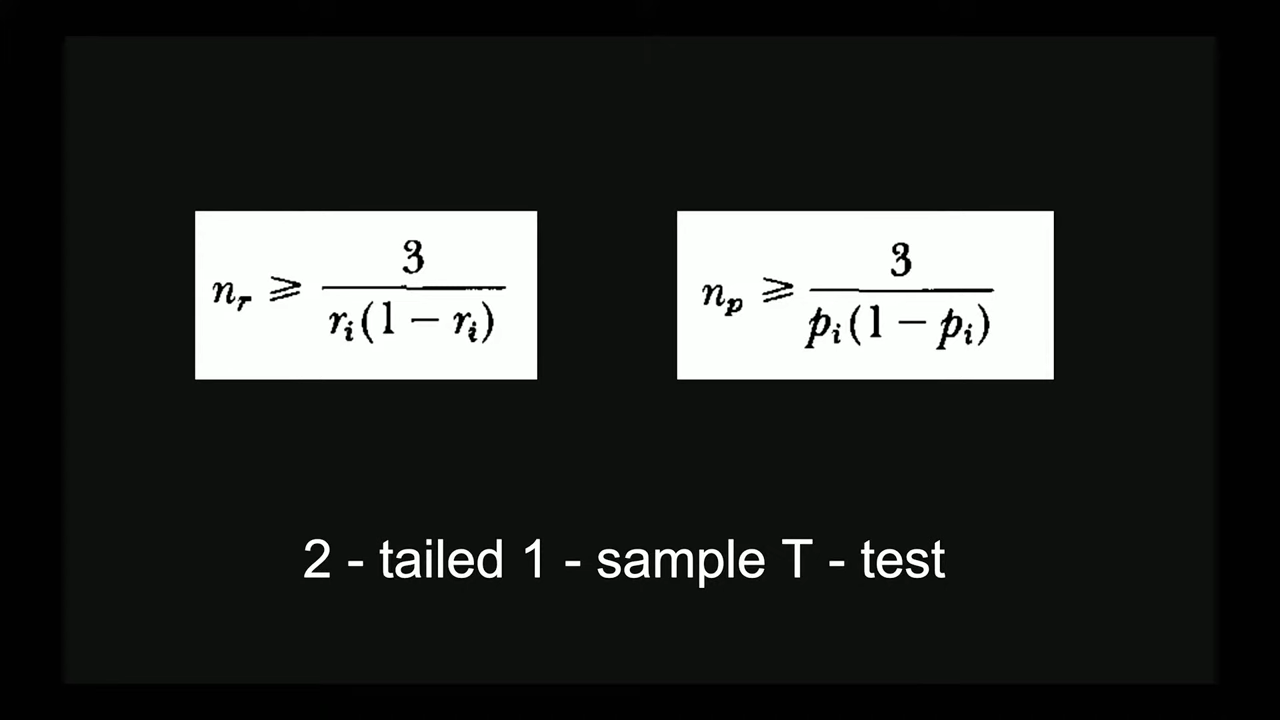 n_r ⩾ 3 / r_i(1 − r_i)
n_p ⩾ 3 / p_i(1 − p_i)
2 - tailed 1 - sample T - test